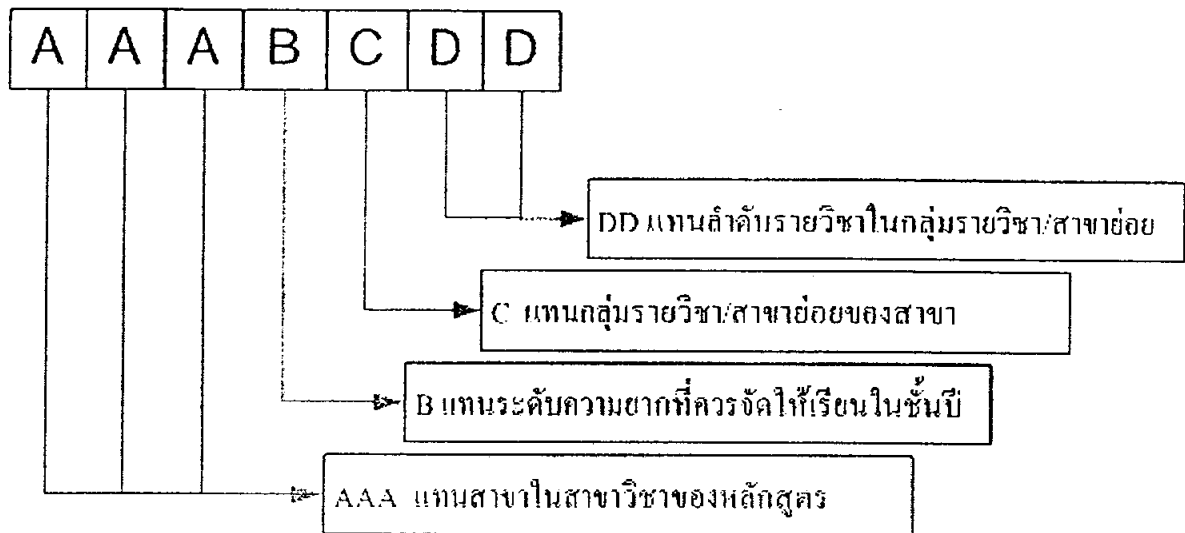 A A A B C D D
DD แทนลำดับรายวิชาในกลุ่มรายวิชา/สาขาย่อย
C แทนกลุ่มรายวิชา/สาขาย่อยของสาขา
B แทนระดับความยากที่ควรจัดให้เรียนในชั้นปี
AAA แทนสาขาในสาขาวิชาของหลักสูตร